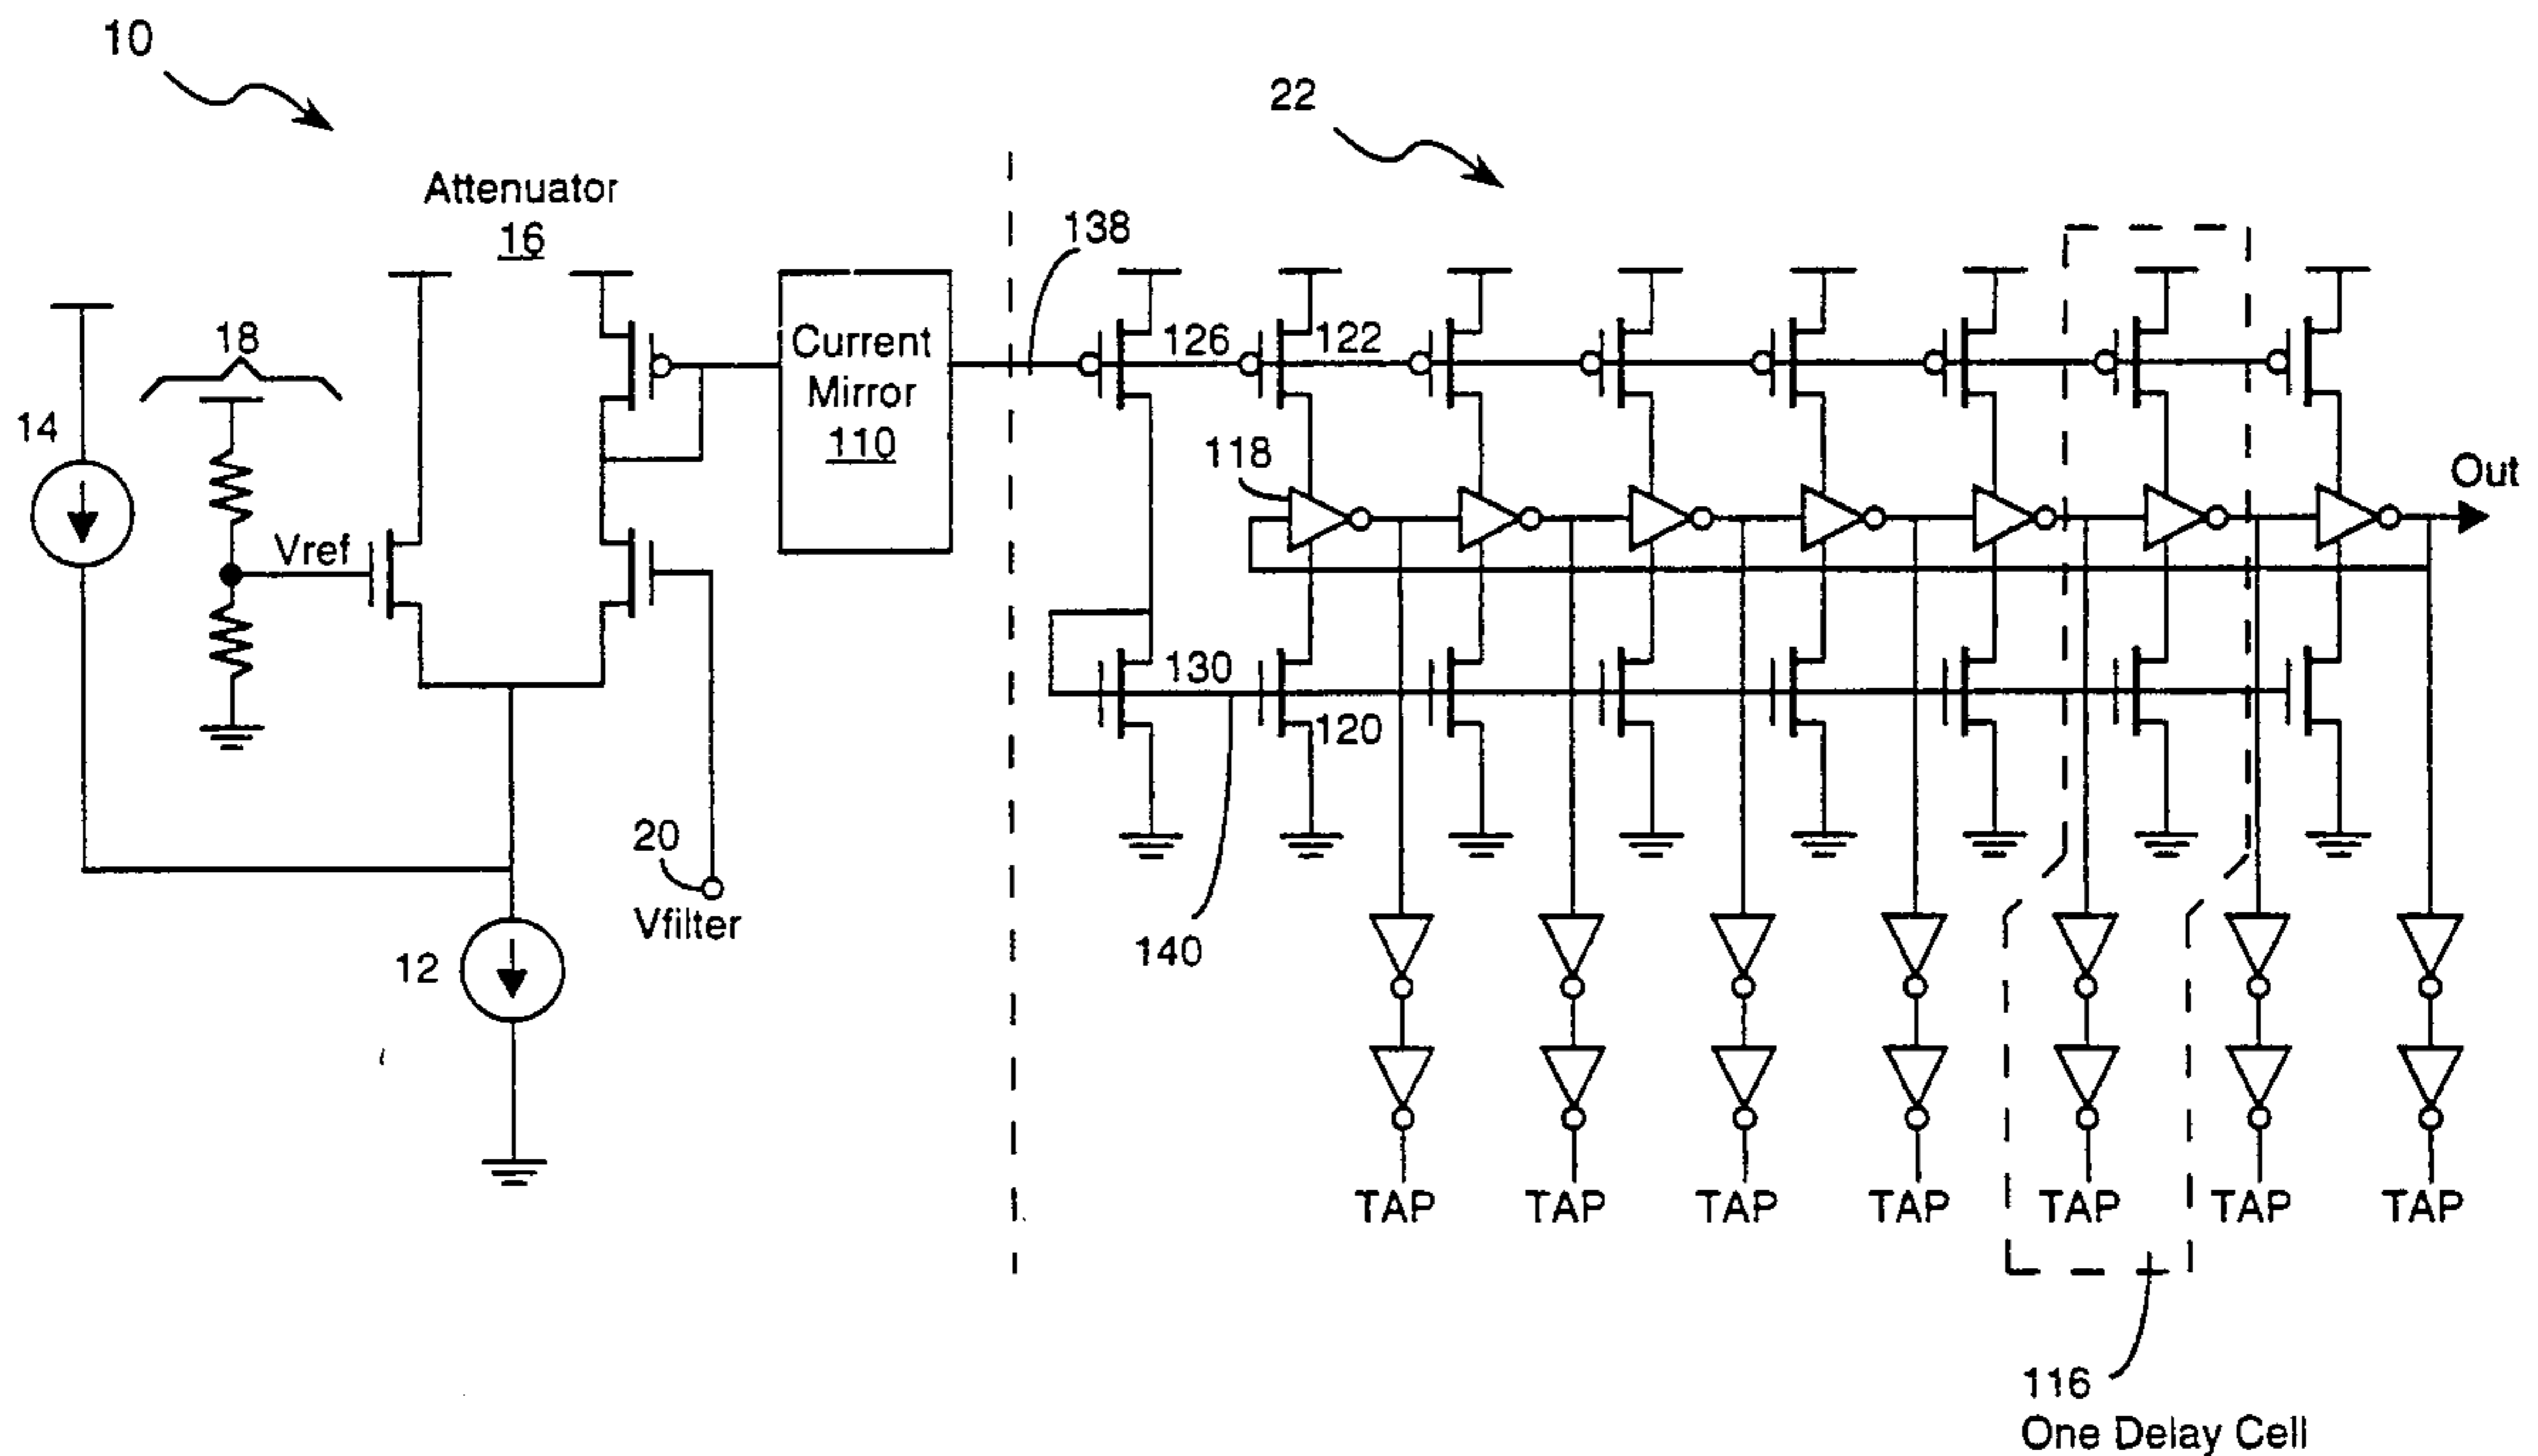 10
22
Attenuator
16
138
18
126
122
Current
Mirror
110
14
118
Out
Vref
130
120
20
Vfilter
140
12
TAP
TAP
TAP
TAP
TAP
TAP
TAP
116
One Delay Cell